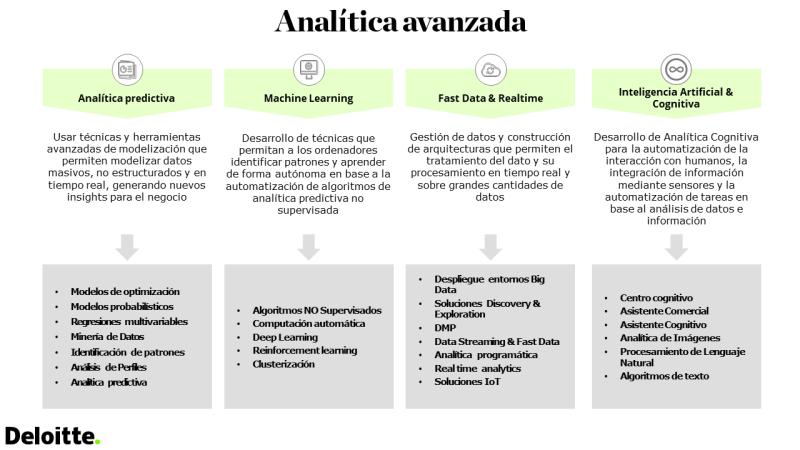 Analítica avanzada
Analítica predictiva
Usar técnicas y herramientas
avanzadas de modelización que
permiten modelizar datos
masivos, no estructurados y en
tiempo real, generando nuevos
insights para el negocio
• Modelos de optimización
• Modelos probabilísticos
• Regresiones multivariables
• Minería de Datos
• Identificación de patrones
• Análisis de Perfiles
• Analítica predictiva
Machine Learning
Desarrollo de técnicas que
permitan a los ordenadores
identificar patrones y aprender
de forma autónoma en base a la
automatización de algoritmos de
analítica predictiva no
supervisada
• Algoritmos NO Supervisados
• Computación automática
• Deep Learning
• Reinforcement learning
• Clusterización
Fast Data & Realtime
Gestión de datos y construcción
de arquitecturas que permiten el
tratamiento del dato y su
procesamiento en tiempo real y
sobre grandes cantidades de
datos
• Despliegue entornos Big
Data
• Soluciones Discovery &
Exploration
• DMP
• Data Streaming & Fast Data
• Analítica programática
• Real time analytics
• Soluciones IoT
Inteligencia Artificial &
Cognitiva
Desarrollo de Analítica Cognitiva
para la automatización de la
interacción con humanos, la
integración de información
mediante sensores y la
automatización de tareas en
base al análisis de datos e
información
• Centro cognitivo
• Asistente Comercial
• Asistente Cognitivo
• Analítica de Imágenes
• Procesamiento de Lenguaje
Natural
• Algoritmos de texto
Deloitte.